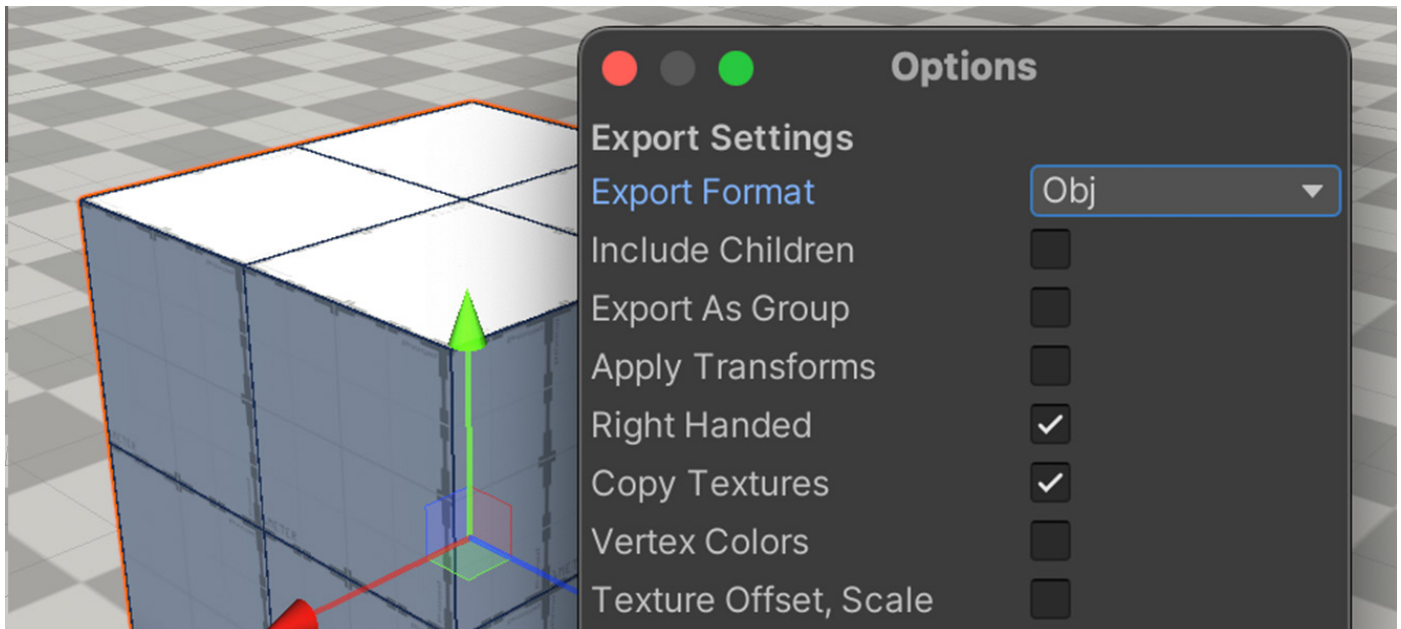 Options
Export Settings
Export Format Obj
Include Children
Export As Group
Apply Transforms
Right Handed
Copy Textures
Vertex Colors
Texture Offset, Scale
METER